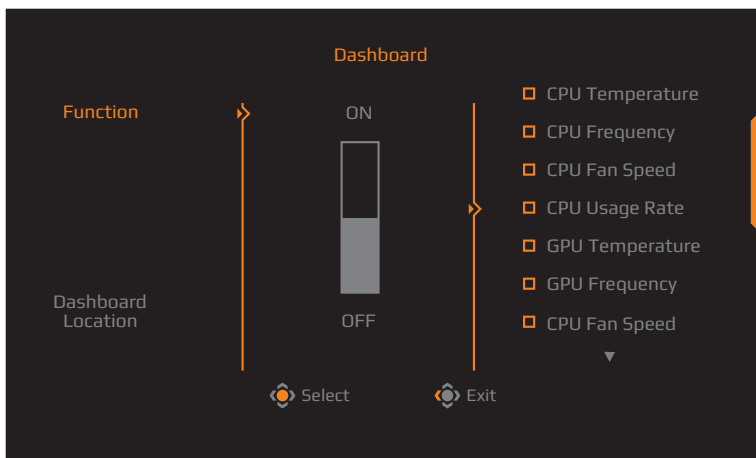 Dashboard
Function
ON
OFF
Dashboard
Location
CPU Temperature
CPU Frequency
CPU Fan Speed
CPU Usage Rate
GPU Temperature
GPU Frequency
CPU Fan Speed
Select
Exit